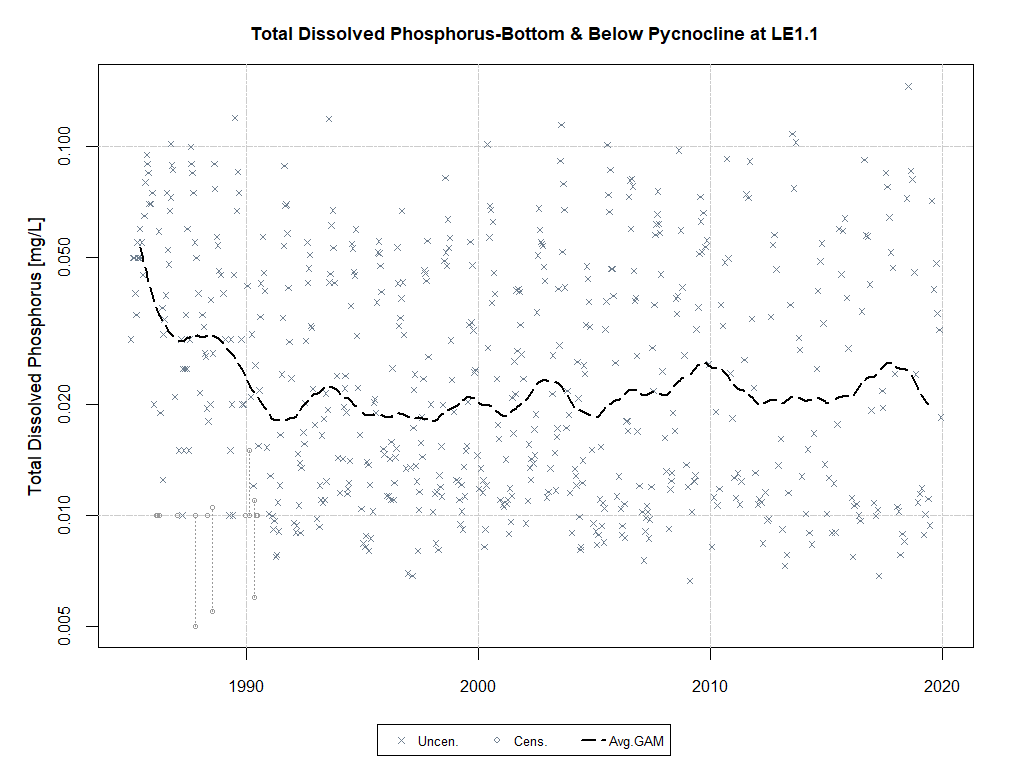 Total Dissolved Phosphorus-Bottom & Below Pycnocline at LE1.1
Total Dissolved Phosphorus [mg/L]
0.100
0.050
0.020
0.010
0.005
1990 2000 2010 2020
Uncen. Cens. Avg.GAM